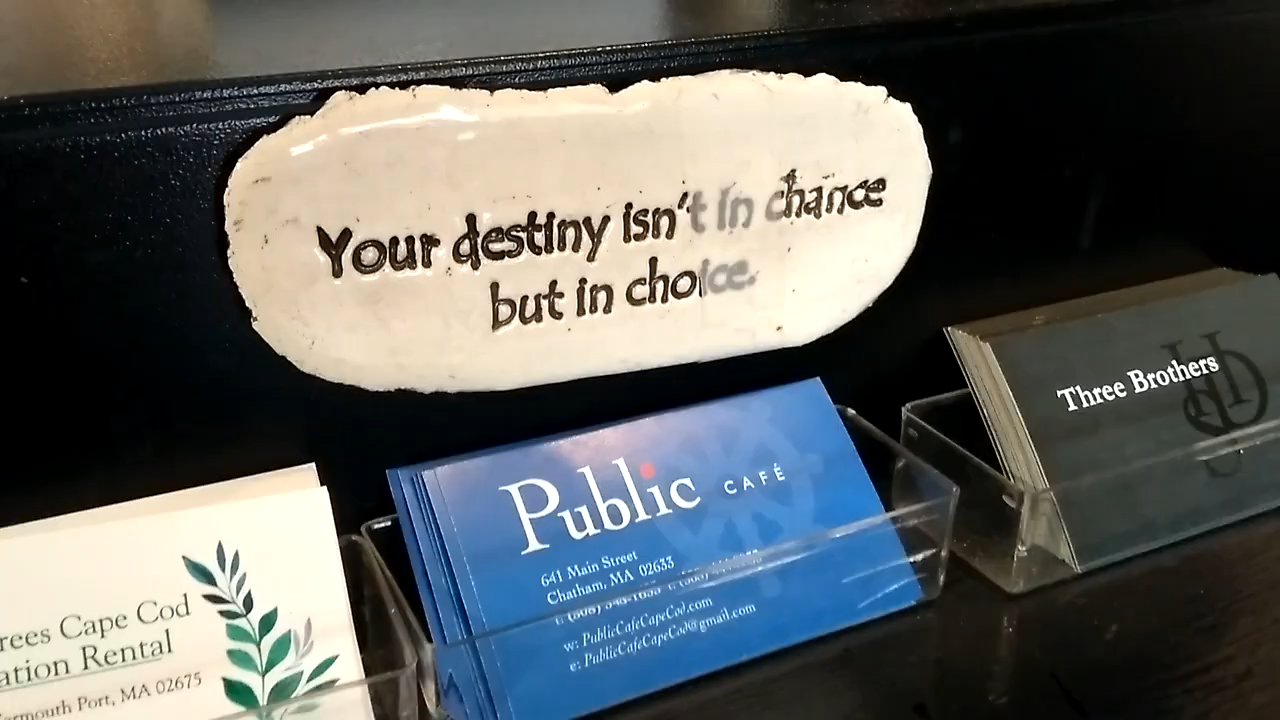 Your destiny isn't in chance
but in choice.
Three Brothers
Public CAFÉ
641 Main Street
Chatham, MA 02633
w: PublicCafeCapeCod.com
e: PublicCafeCapeCod@gmail.com
rees Cape Cod
ation Rental
armouth Port, MA 02675